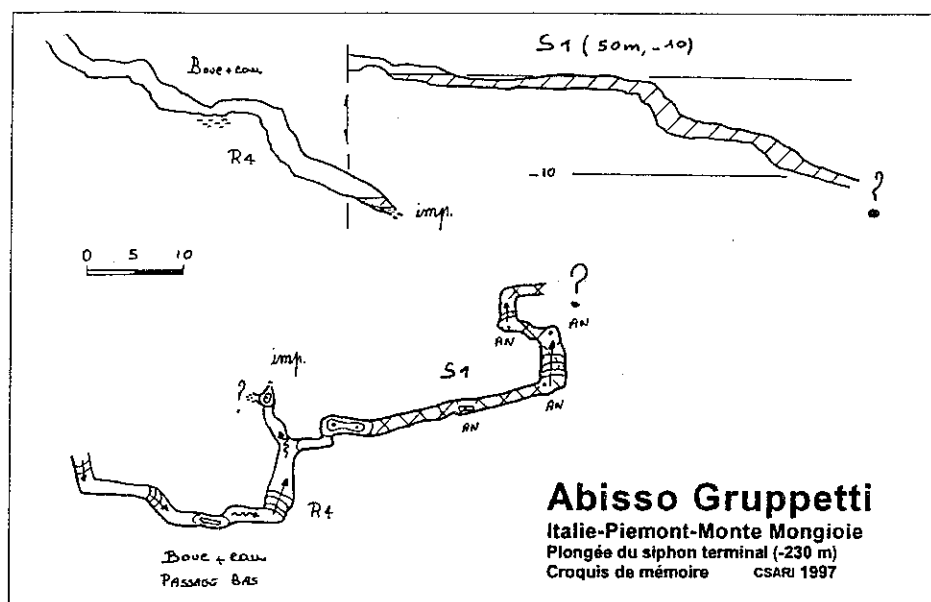 S1 (50m, -10)
Boue + eau
R4
-10
?
imp.
0 5 10
?
AN
AN
imp.
?
S1
AN
AN
R4
Boue + eau
PASSAGE BAS
Abisso Gruppetti
Italie-Piemont-Monte Mongioie
Plongée du siphon terminal (-230 m)
Croquis de mémoire CSARI 1997